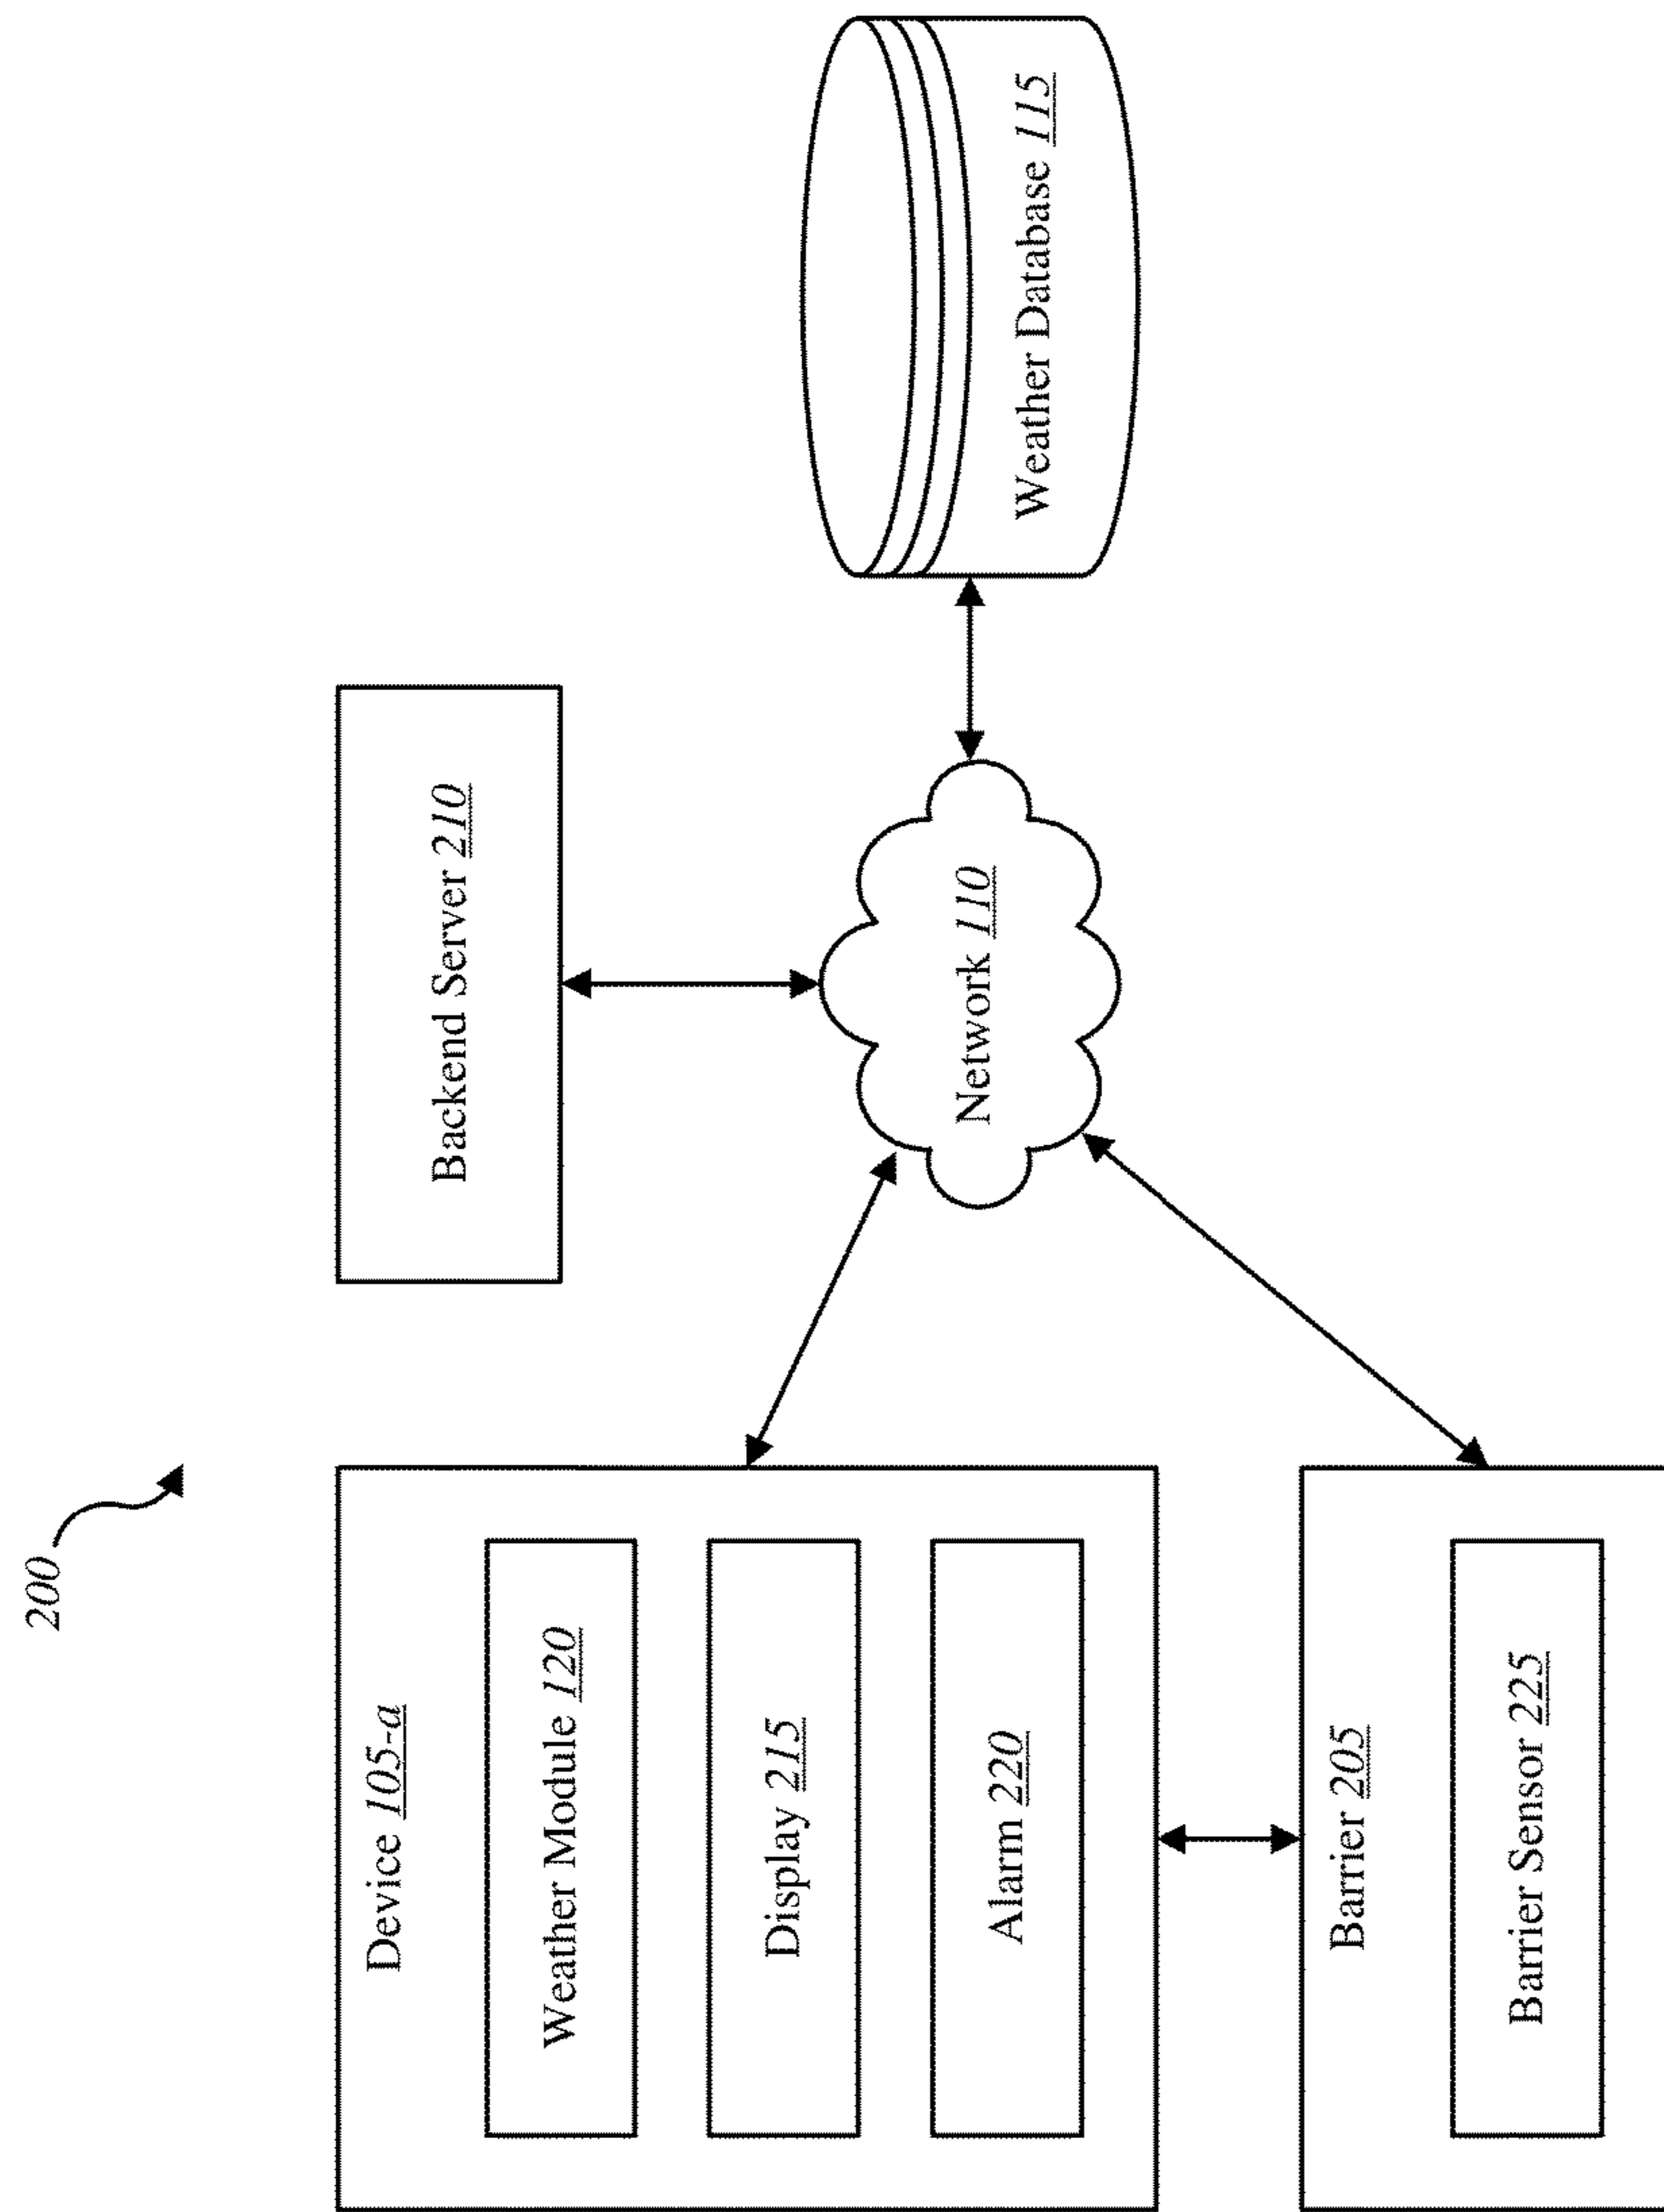 200
Device 105-a
Weather Module 120
Display 215
Alarm 220
Barrier 205
Barrier Sensor 225
Backend Server 210
Network 110
Weather Database 115